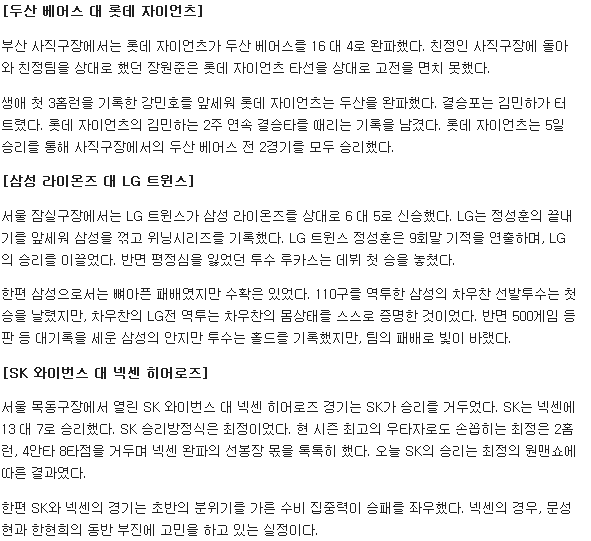 [두산 베어스 대 롯데 자이언츠]
부산 사직구장에서는 롯데 자이언츠가 두산 베어스를 16 대 4로 완파했다. 친정인 사직구장에 돌아
와 친정팀을 상대로 했던 장원준은 롯데 자이언츠 타선을 상대로 고전을 면치 못했다.
생애 첫 3홈런을 기록한 강민호를 앞세워 롯데 자이언츠는 두산을 완파했다. 결승포는 김민하가 터
트렸다. 롯데 자이언츠의 김민하는 2주 연속 결승타를 때리는 기록을 남겼다. 롯데 자이언츠는 5일
승리를 통해 사직구장에서의 두산 베어스 전 2경기를 모두 승리했다.
[삼성 라이온즈 대 LG 트윈스]
서울 잠실구장에서는 LG 트윈스가 삼성 라이온즈를 상대로 6 대 5로 신승했다. LG는 정성훈의 끝내
기를 앞세워 삼성을 꺾고 위닝시리즈를 기록했다. LG 트윈스 정성훈은 9회말 기적을 연출하며, LG
의 승리를 이끌었다. 반면 평정심을 잃었던 투수 루카스는 데뷔 첫 승을 놓쳤다.
한편 삼성으로서는 뼈아픈 패배였지만 수확은 있었다. 110구를 역투한 삼성의 차우찬 선발투수는 첫
승을 날렸지만, 차우찬의 LG전 역투는 차우찬의 몸상태를 스스로 증명한 것이었다. 반면 500게임 등
판 등 대기록을 세운 삼성의 안지만 투수는 홀드를 기록했지만, 팀의 패배로 빛이 바랬다.
[SK 와이번스 대 넥센 히어로즈]
서울 목동구장에서 열린 SK 와이번스 대 넥센 히어로즈 경기는 SK가 승리를 거두었다. SK는 넥센에
13 대 7로 승리했다. SK 승리방정식은 최정이었다. 현 시즌 최고의 우타자로도 손꼽히는 최정은 2홈
런, 4안타 8타점을 거두며 넥센 완파의 선봉장 몫을 톡톡히 했다. 오늘 SK의 승리는 최정의 원맨쇼에
따른 결과였다.
한편 SK와 넥센의 경기는 초반의 분위기를 가른 수비 집중력이 승패를 좌우했다. 넥센의 경우, 문성
현과 한현희의 동반 부진에 고민을 하고 있는 실정이다.